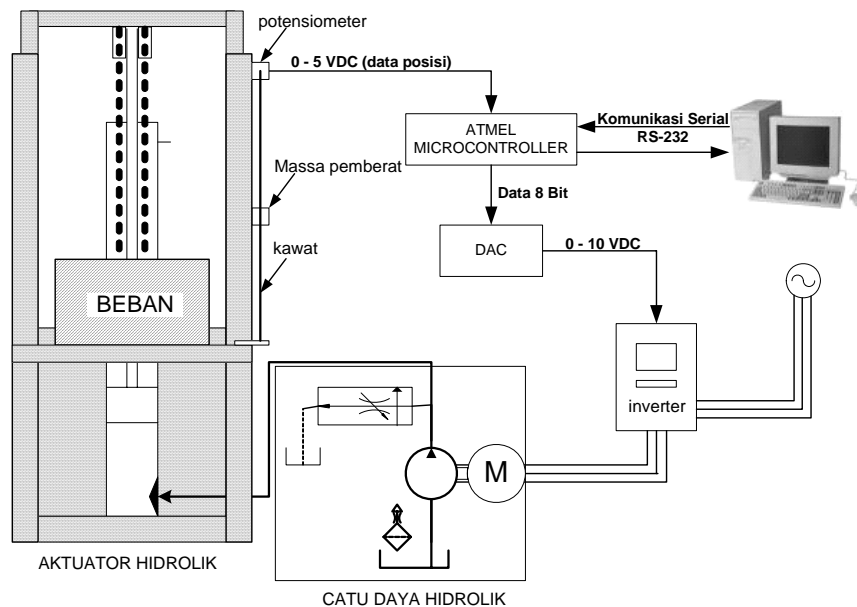 potensiometer
0 - 5 VDC (data posisi)
Komunikasi Serial
RS-232
ATMEL
MICROCONTROLLER
Massa pemberat
Data 8 Bit
kawat
DAC
0 - 10 VDC
BEBAN
inverter
M
AKTUATOR HIDROLIK
CATU DAYA HIDROLIK